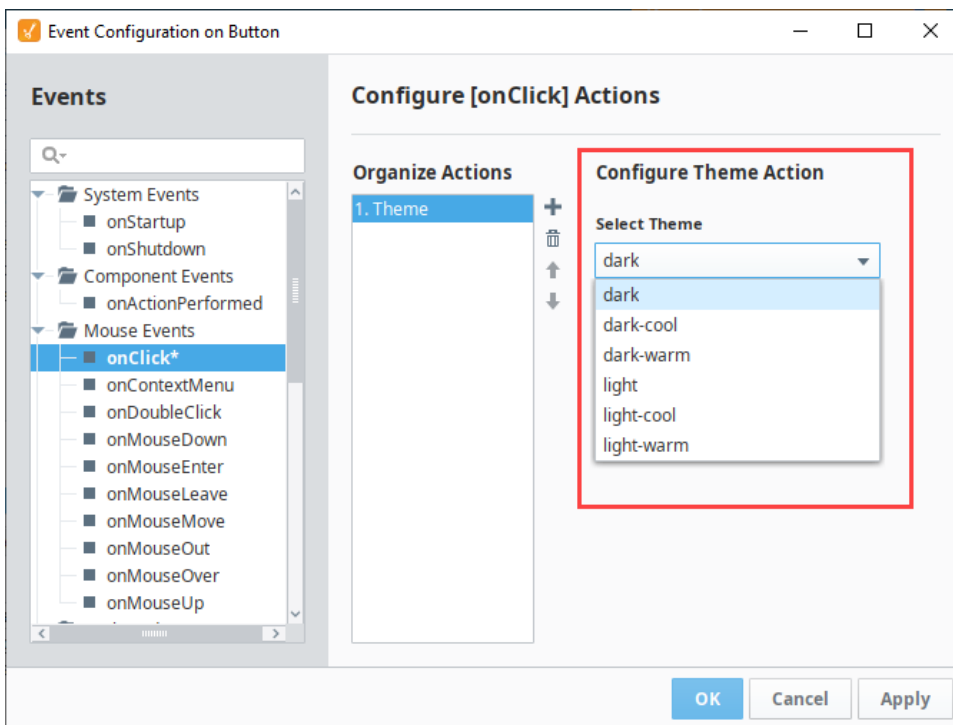 Event Configuration on Button
Events
System Events
onStartup
onShutdown
Component Events
onActionPerformed
Mouse Events
onClick*
onContextMenu
onDoubleClick
onMouseDown
onMouseEnter
onMouseLeave
onMouseMove
onMouseOut
onMouseOver
onMouseUp
Configure [onClick] Actions
Organize Actions
1. Theme
Configure Theme Action
Select Theme
dark
dark
dark-cool
dark-warm
light
light-cool
light-warm
OK
Cancel
Apply